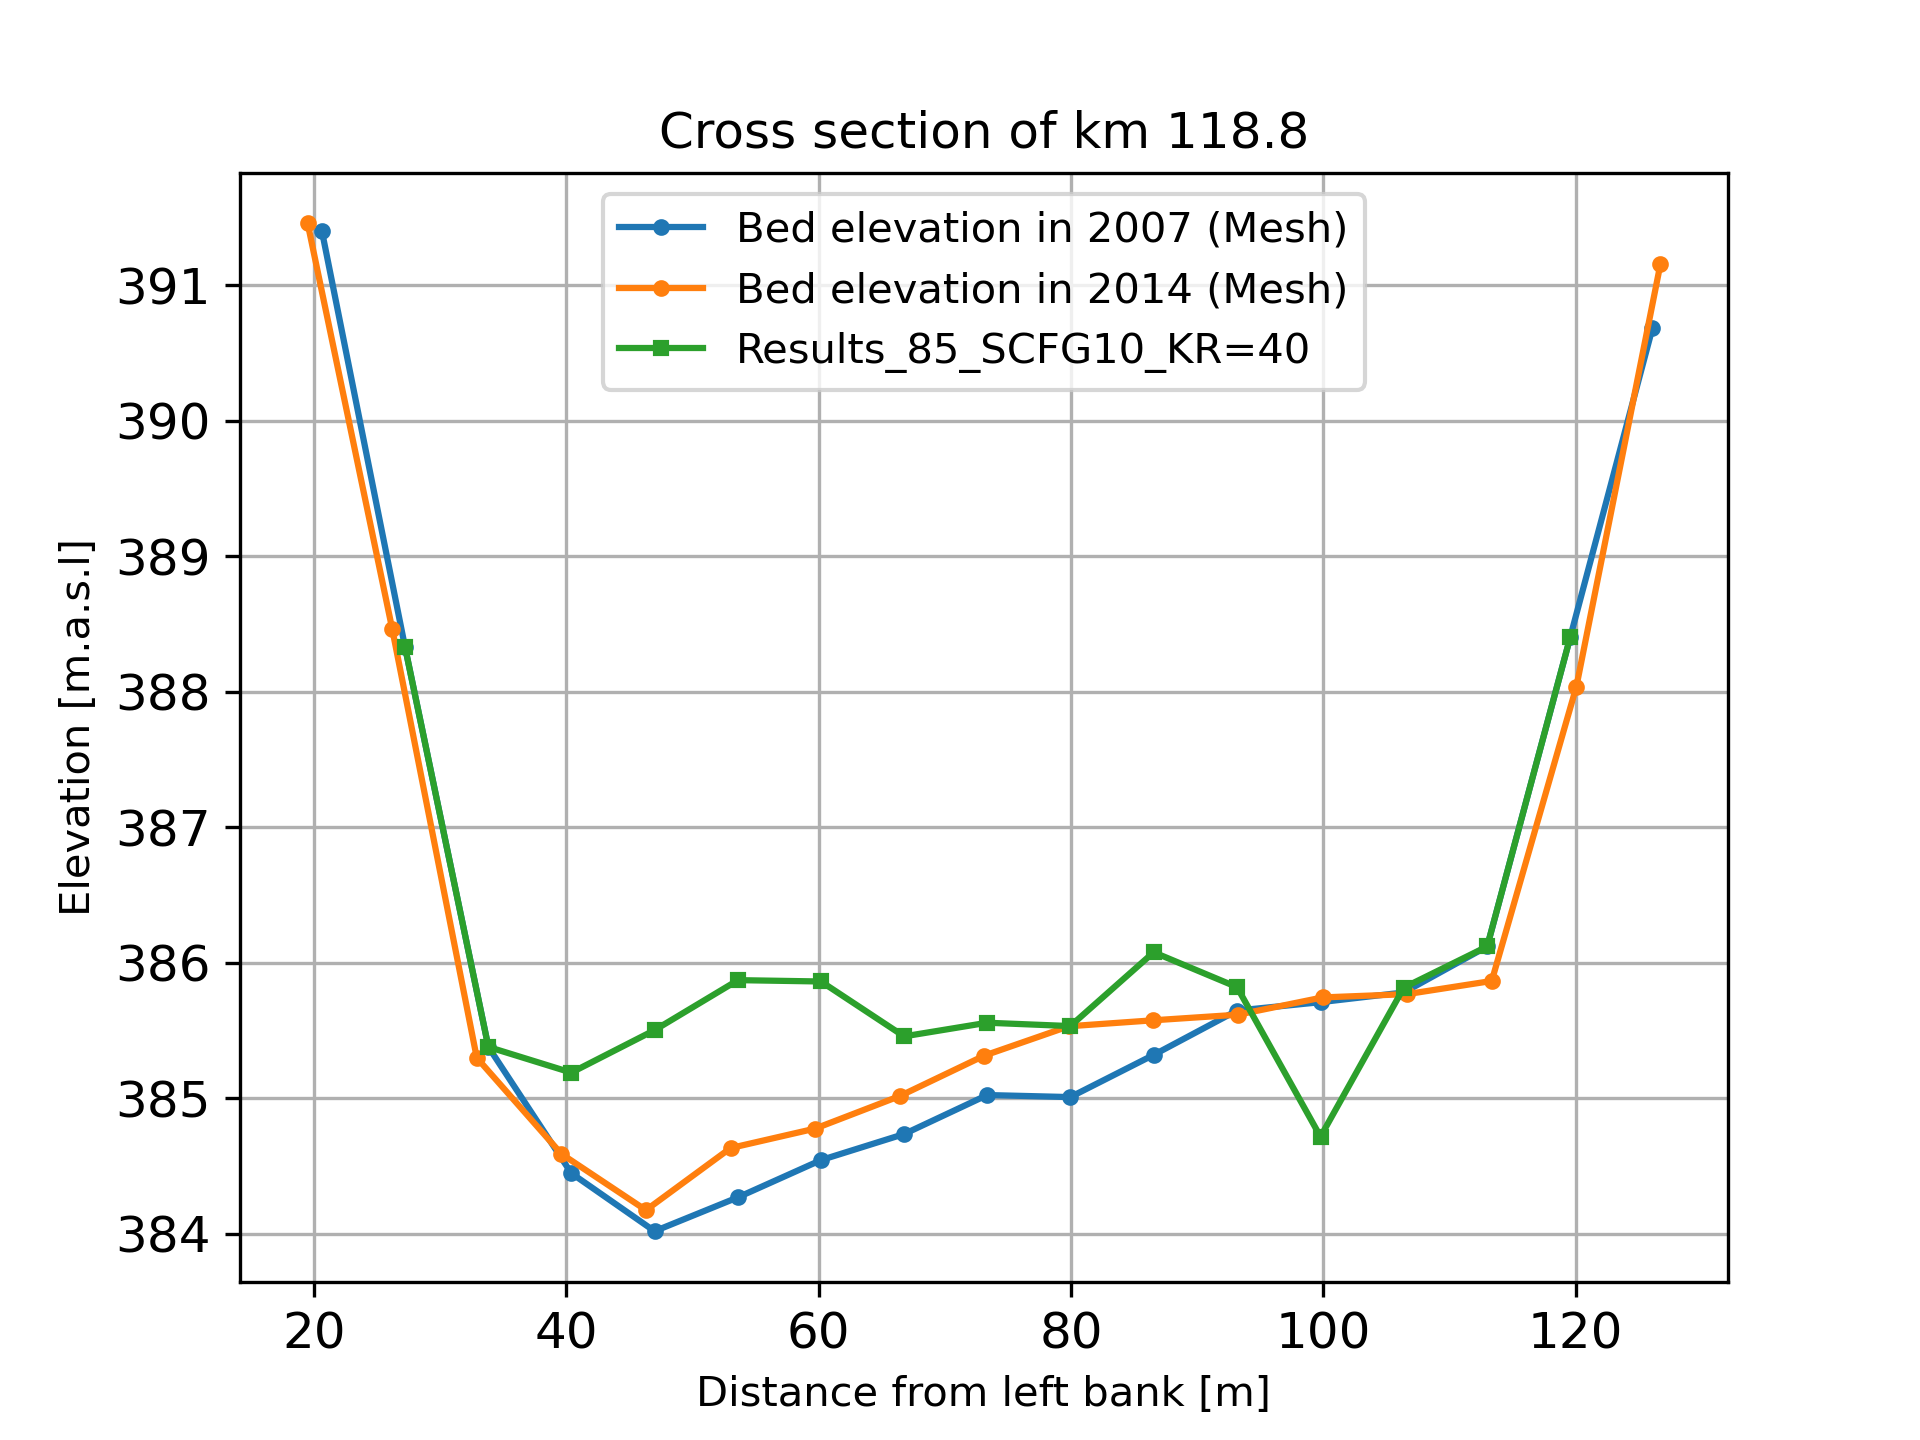 Cross section of km 118.8
Bed elevation in 2007 (Mesh)
Bed elevation in 2014 (Mesh)
Results_85_SCFG10_KR=40
Elevation [m.a.s.l]
391
390
389
388
387
386
385
384
20 40 60 80 100 120
Distance from left bank [m]